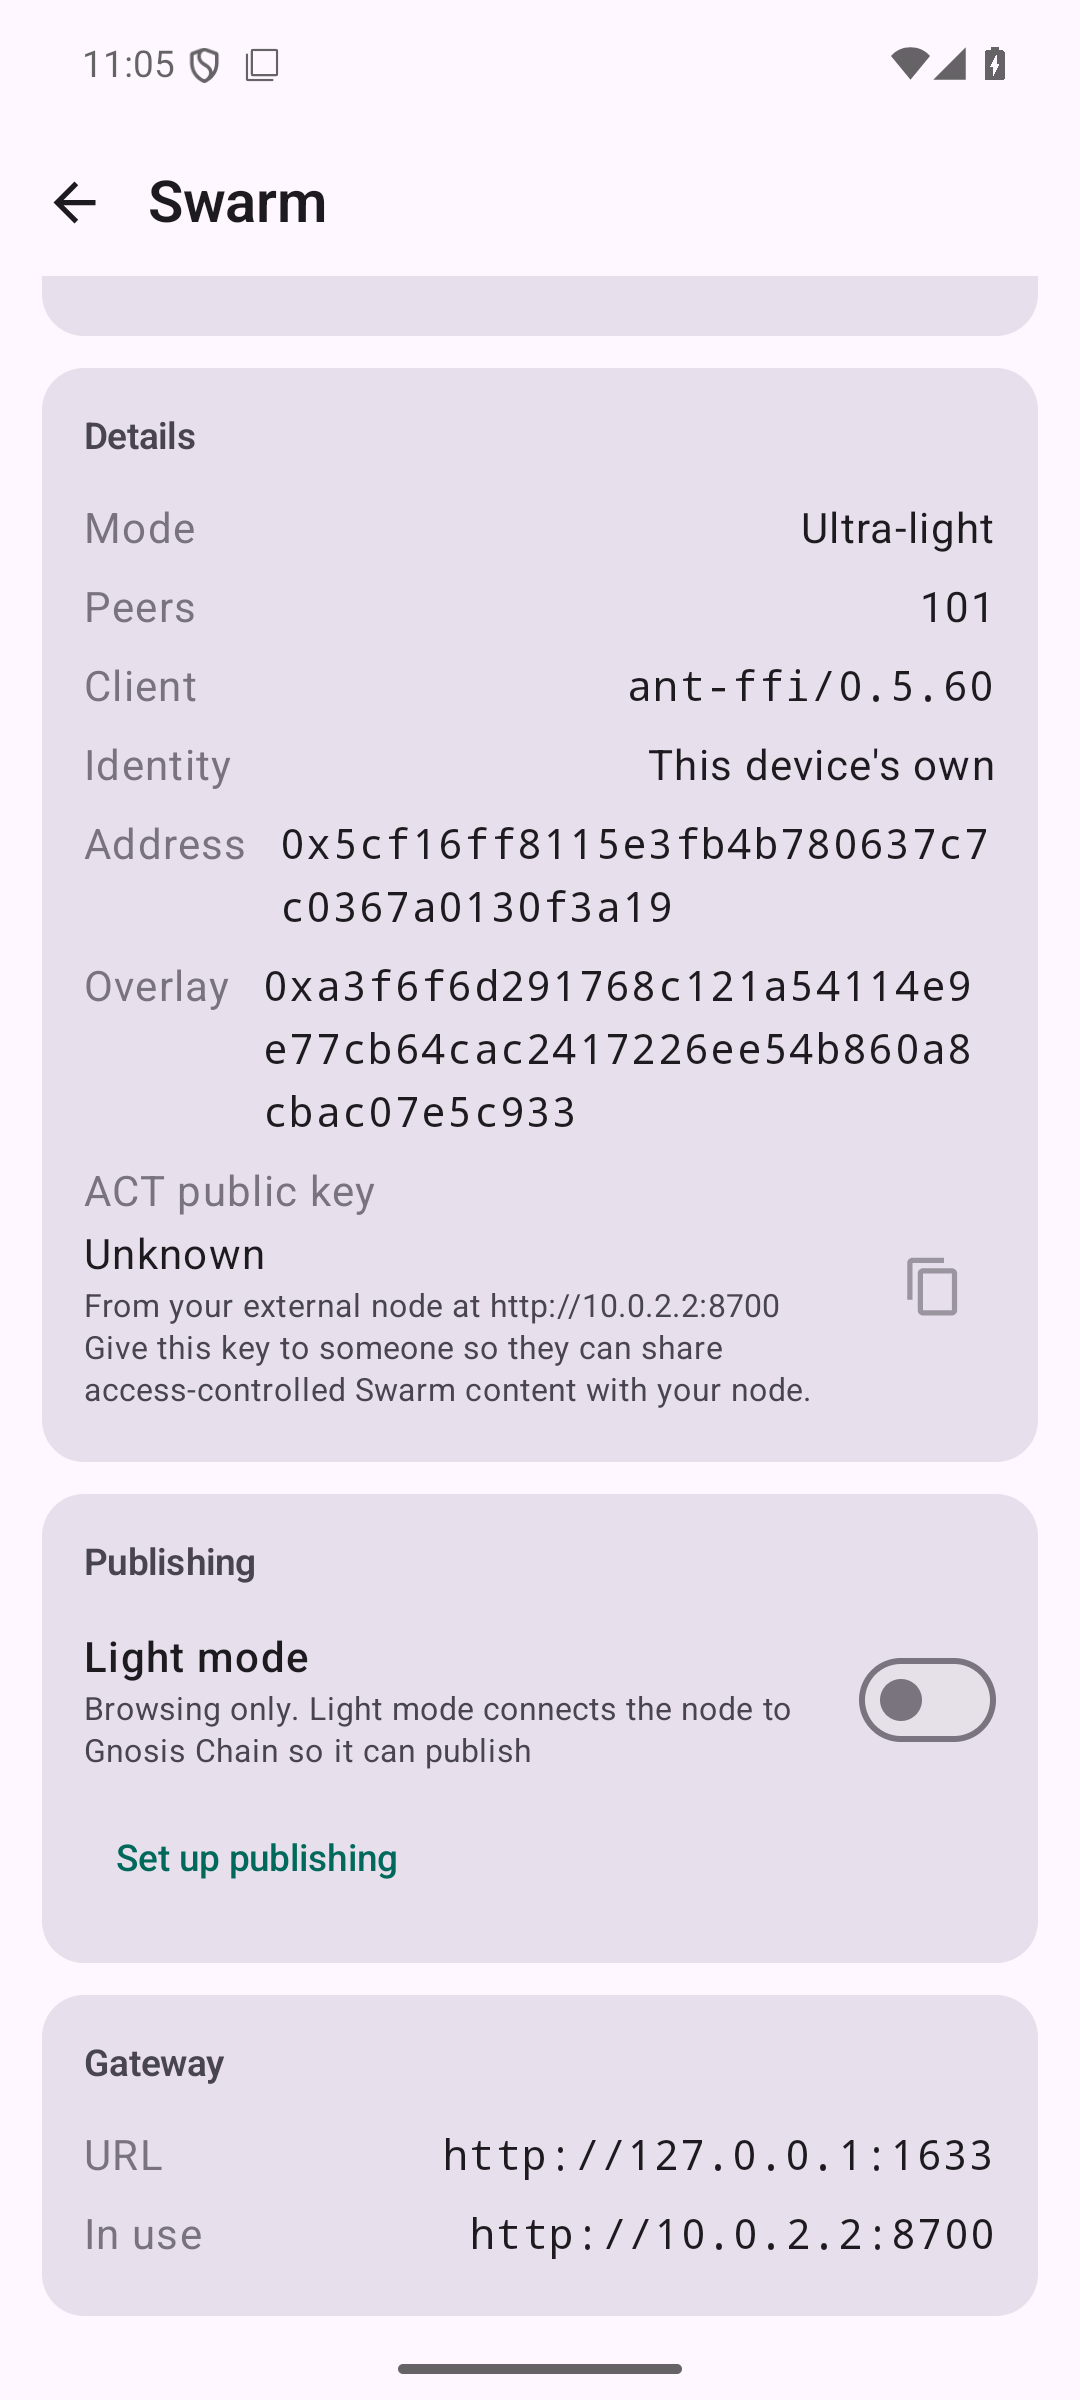 11:05
Swarm
Details
Mode Ultra-light
Peers 101
Client ant-ffi/0.5.60
Identity This device's own
Address 0x5cf16ff8115e3fb4b780637c7
c0367a0130f3a19
Overlay 0xa3f6f6d291768c121a54114e9
e77cb64cac2417226ee54b860a8
cbac07e5c933
ACT public key
Unknown
From your external node at http://10.0.2.2:8700
Give this key to someone so they can share
access-controlled Swarm content with your node.
Publishing
Light mode
Browsing only. Light mode connects the node to
Gnosis Chain so it can publish
Set up publishing
Gateway
URL http://127.0.0.1:1633
In use http://10.0.2.2:8700